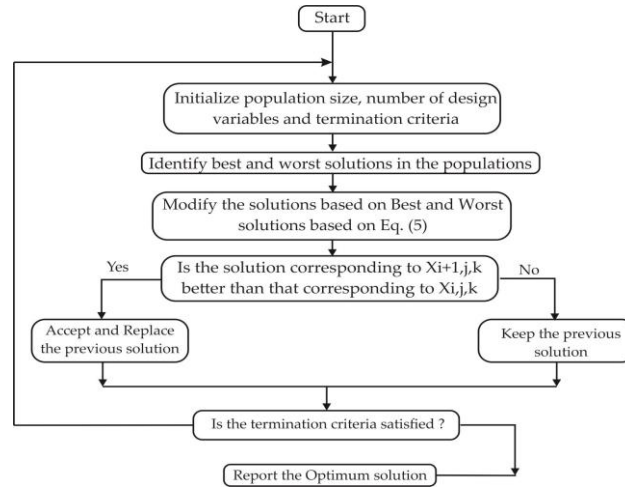 Start
Initialize population size, number of design
variables and termination criteria
Identify best and worst solutions in the populations
Modify the solutions based on Best and Worst
solutions based on Eq. (5)
Is the solution corresponding to Xi+1,j,k
better than that corresponding to Xi,j,k
Yes
No
Accept and Replace
the previous solution
Keep the previous
solution
Is the termination criteria satisfied ?
Report the Optimum solution